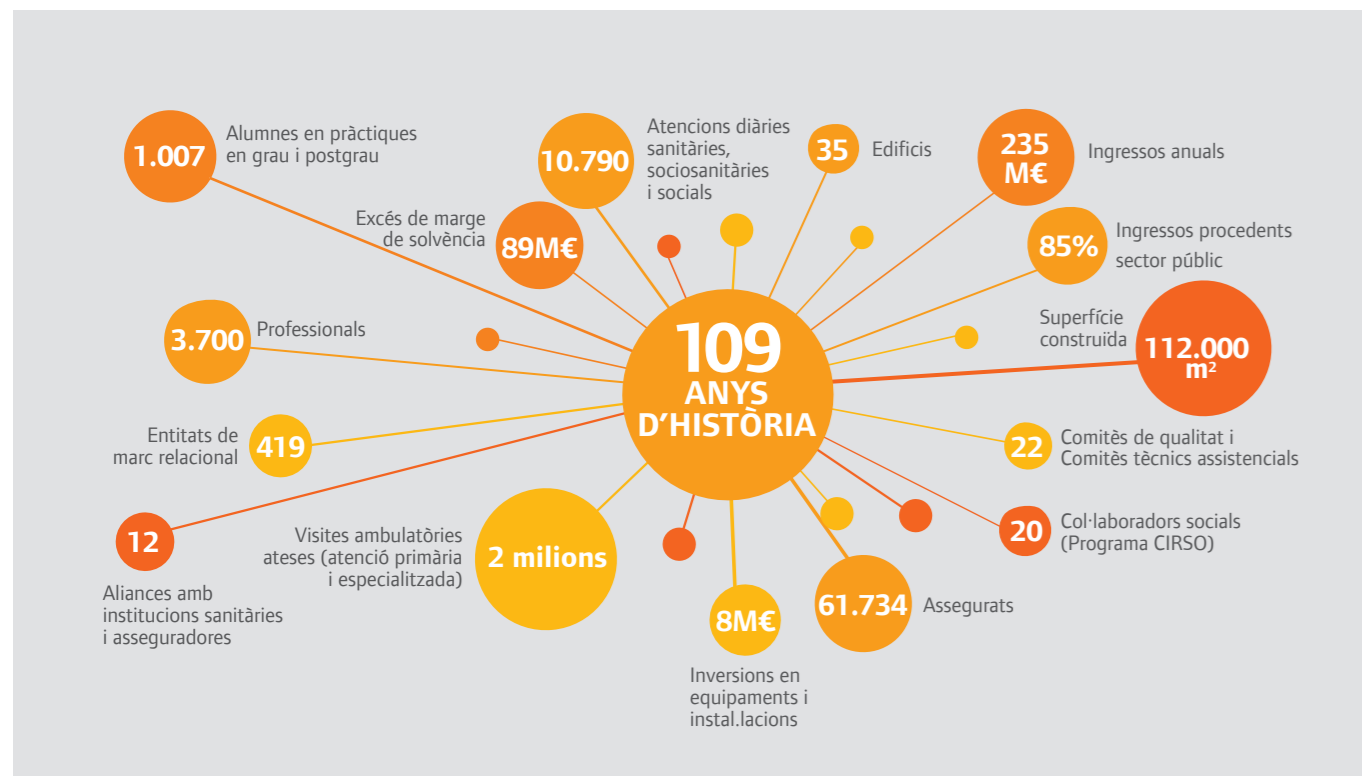 1.007
Alumnes en pràctiques
en grau i postgrau
10.790
Atencions diàries
sanitàries,
sociosanitàries
i socials
35
Edificis
235
M€
Ingressos anuals
Excés de marge
de solvència
89M€
85%
Ingressos procedents
sector públic
3.700
Professionals
109
ANYS
D'HISTÒRIA
Superfície
construïda
112.000
m²
Entitats de
marc relacional
419
22
Comitès de qualitat i
Comitès tècnics assistencials
12
Aliances amb
institucions sanitàries
i asseguradores
Visites ambulatòries
ateses (atenció primària
i especialitzada)
2 milions
20
Col·laboradors socials
(Programa CIRSO)
8M€
Inversions en
equipaments i
instal.lacions
61.734
Assegurats